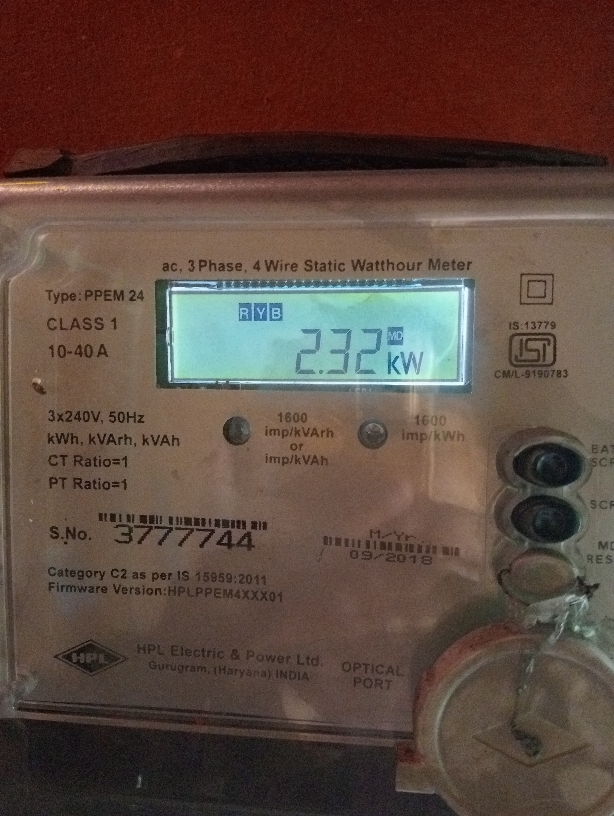 ac, 3 Phase, 4 Wire Static Watthour Meter
Type: PPEM 24
CLASS 1
10-40 A
R Y B
MD
2.32 kW
IS:13779
ISI
CM/L-9190783
3x240V, 50Hz
kWh, kVArh, kVAh
CT Ratio=1
PT Ratio=1
1600
imp/kVArh
or
imp/kVAh
1600
imp/kWh
S.No. 3777744
M/Yr.
09/2018
Category C2 as per IS 15959:2011
Firmware Version:HPLPPEM4XXX01
HPL
HPL Electric & Power Ltd.
Gurugram, (Haryana) INDIA
OPTICAL
PORT